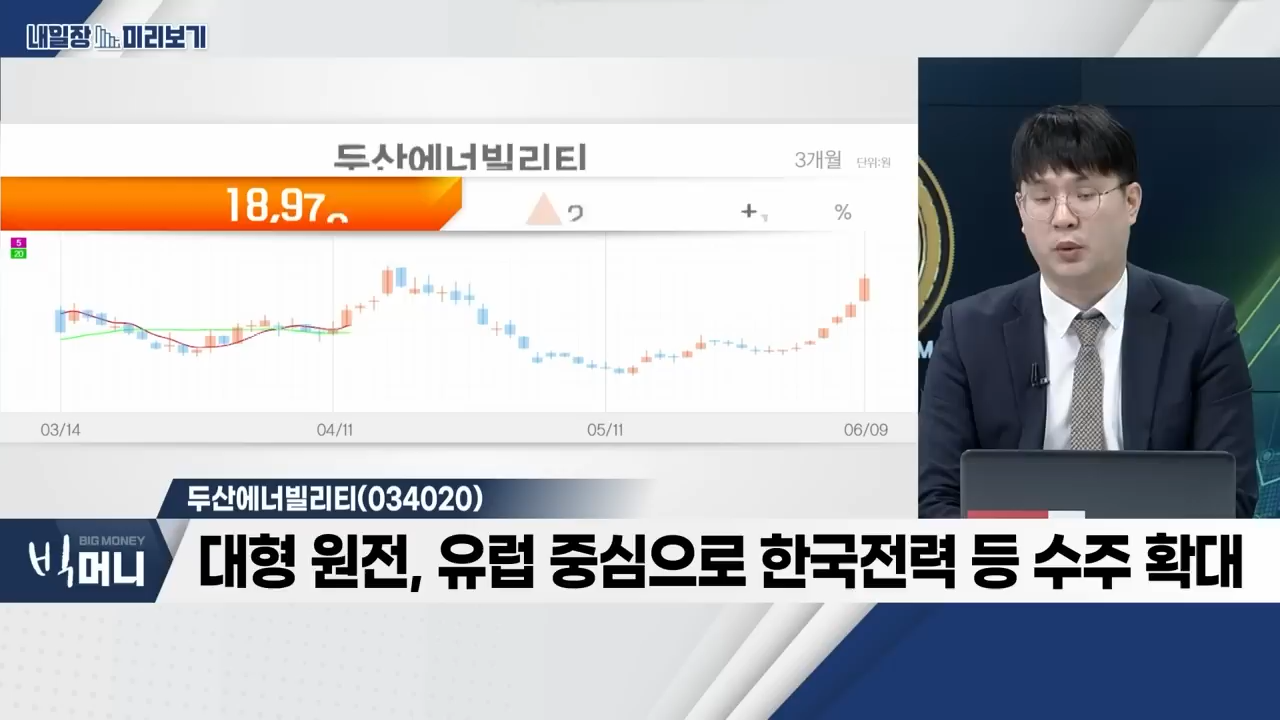 내일장 미리보기
두산에너빌리티
3개월 단위:원
18,97
+ %
5
20
03/14 04/11 05/11 06/09
두산에너빌리티(034020)
BIG MONEY
빅머니
대형 원전, 유럽 중심으로 한국전력 등 수주 확대